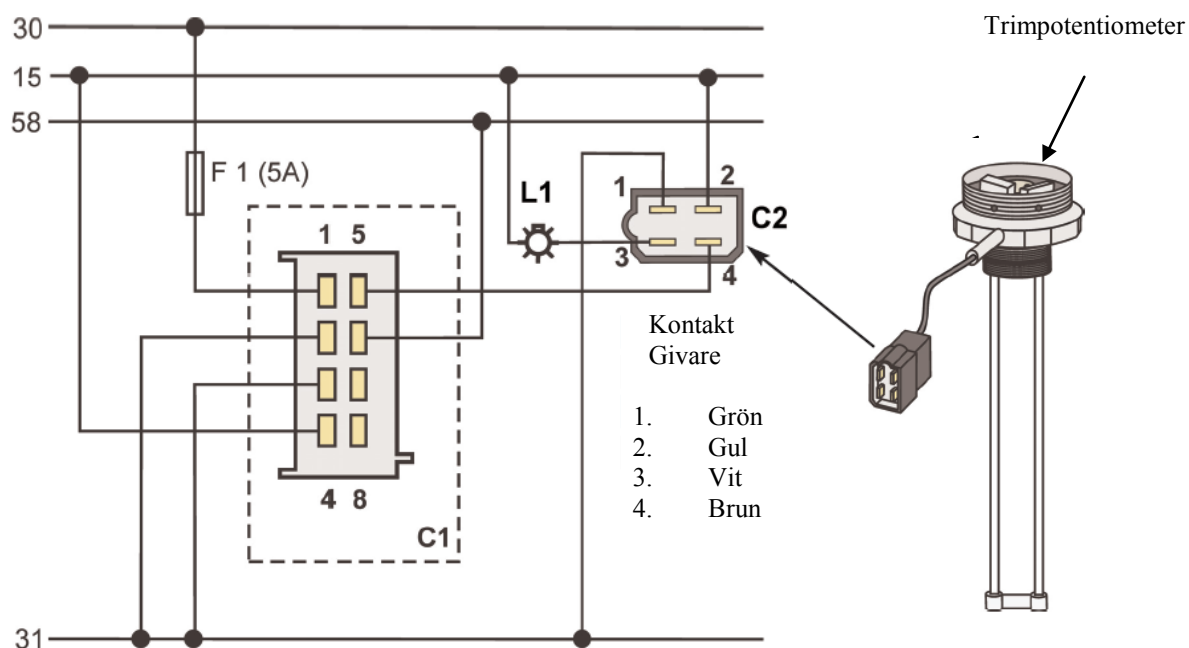 30
Trimpotentiometer
15
58
F 1 (5A)
L1
1 2
C2
3
4
1 5
4 8
C1
Kontakt
Givare
1. Grön
2. Gul
3. Vit
4. Brun
31